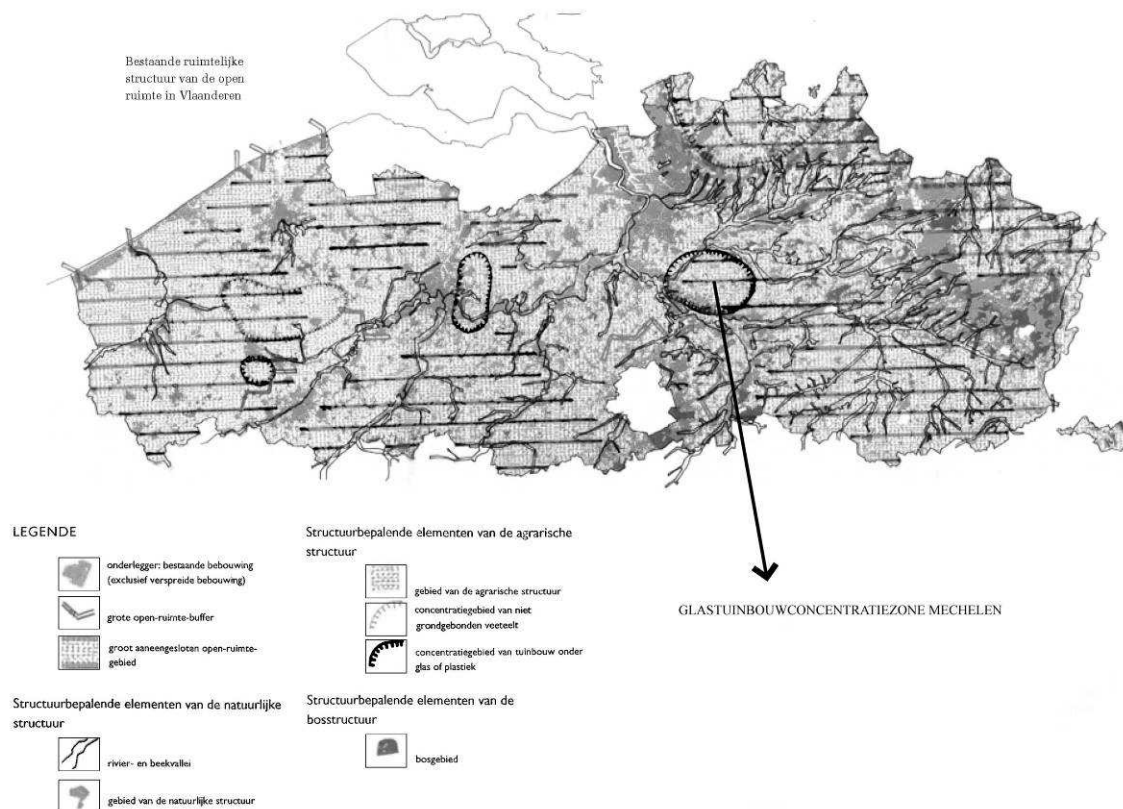 Bestaande ruimtelijke
structuur van de open
ruimte in Vlaanderen
GLASTUINBOUWCONCENTRATIEZONE MECHELEN
LEGENDE
onderlegger: bestaande bebouwing
(exclusief verspreide bebouwing)
grote open-ruimte-buffer
groot aaneengesloten open-ruimte-
gebied
Structuurbepalende elementen van de natuurlijke
structuur
rivier- en beekvallei
gebied van de natuurlijke structuur
Structuurbepalende elementen van de agrarische
structuur
gebied van de agrarische structuur
concentratiegebied van niet
grondgebonden veeteelt
concentratiegebied van tuinbouw onder
glas of plastiek
Structuurbepalende elementen van de
bosstructuur
bosgebied